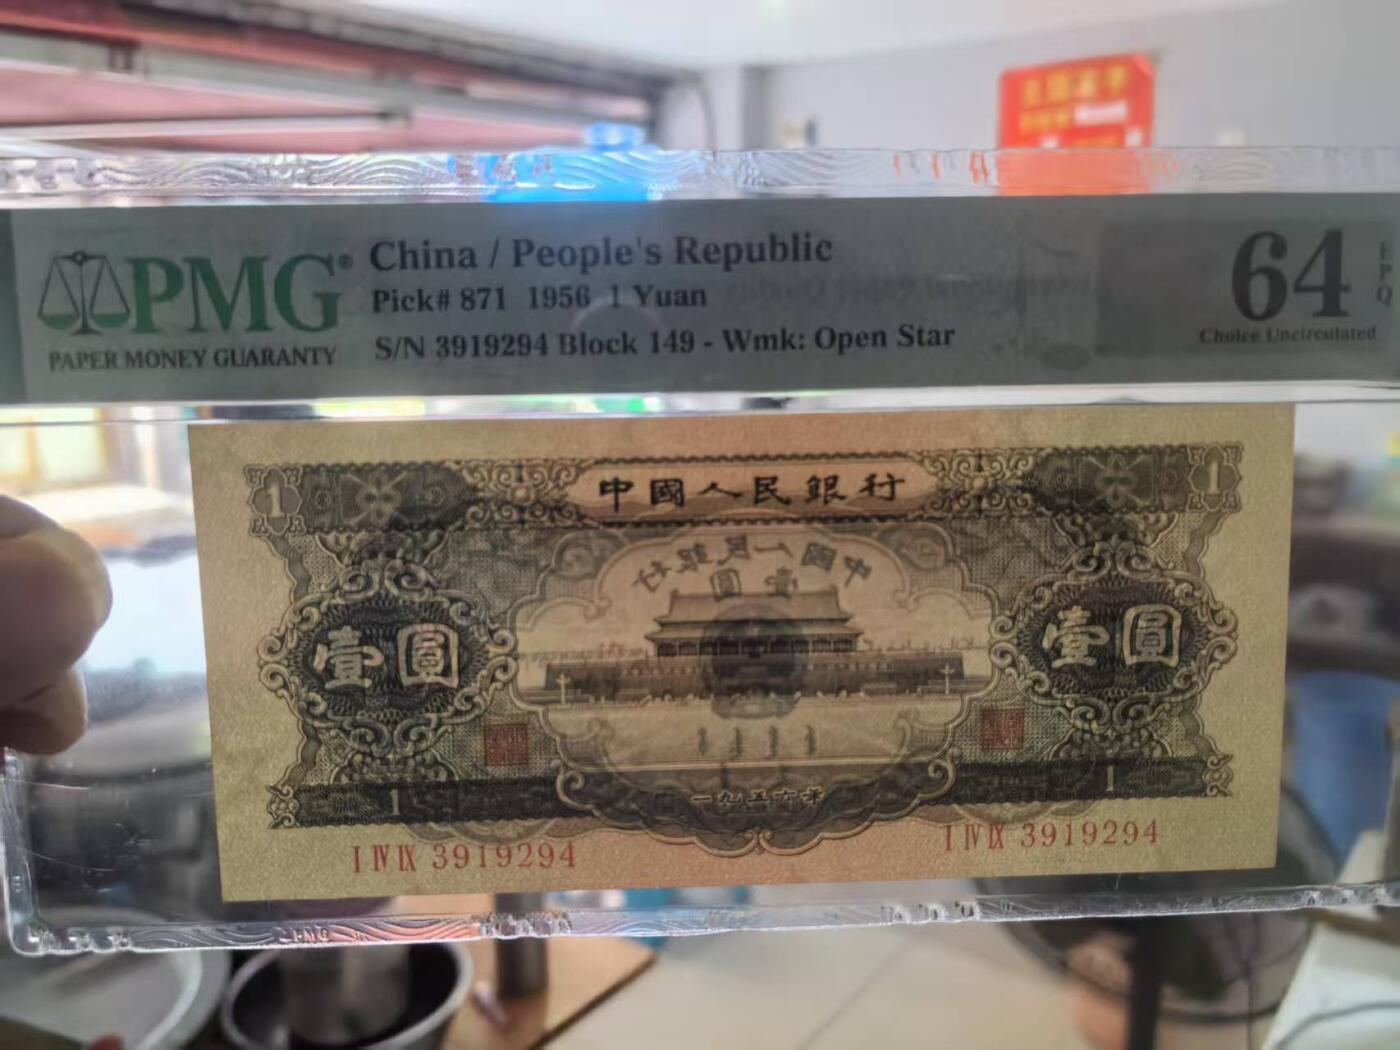 PMG®
PAPER MONEY GUARANTY
China / People's Republic
Pick# 871 1956 1 Yuan
S/N 3919294 Block 149 - Wmk: Open Star
64
EPQ
Choice Uncirculated
中國人民銀行
1
1
中國人民銀行
壹圓
壹圓
壹圓
1
1
一九五六年
I IV IX 3919294
I IV IX 3919294
PMG